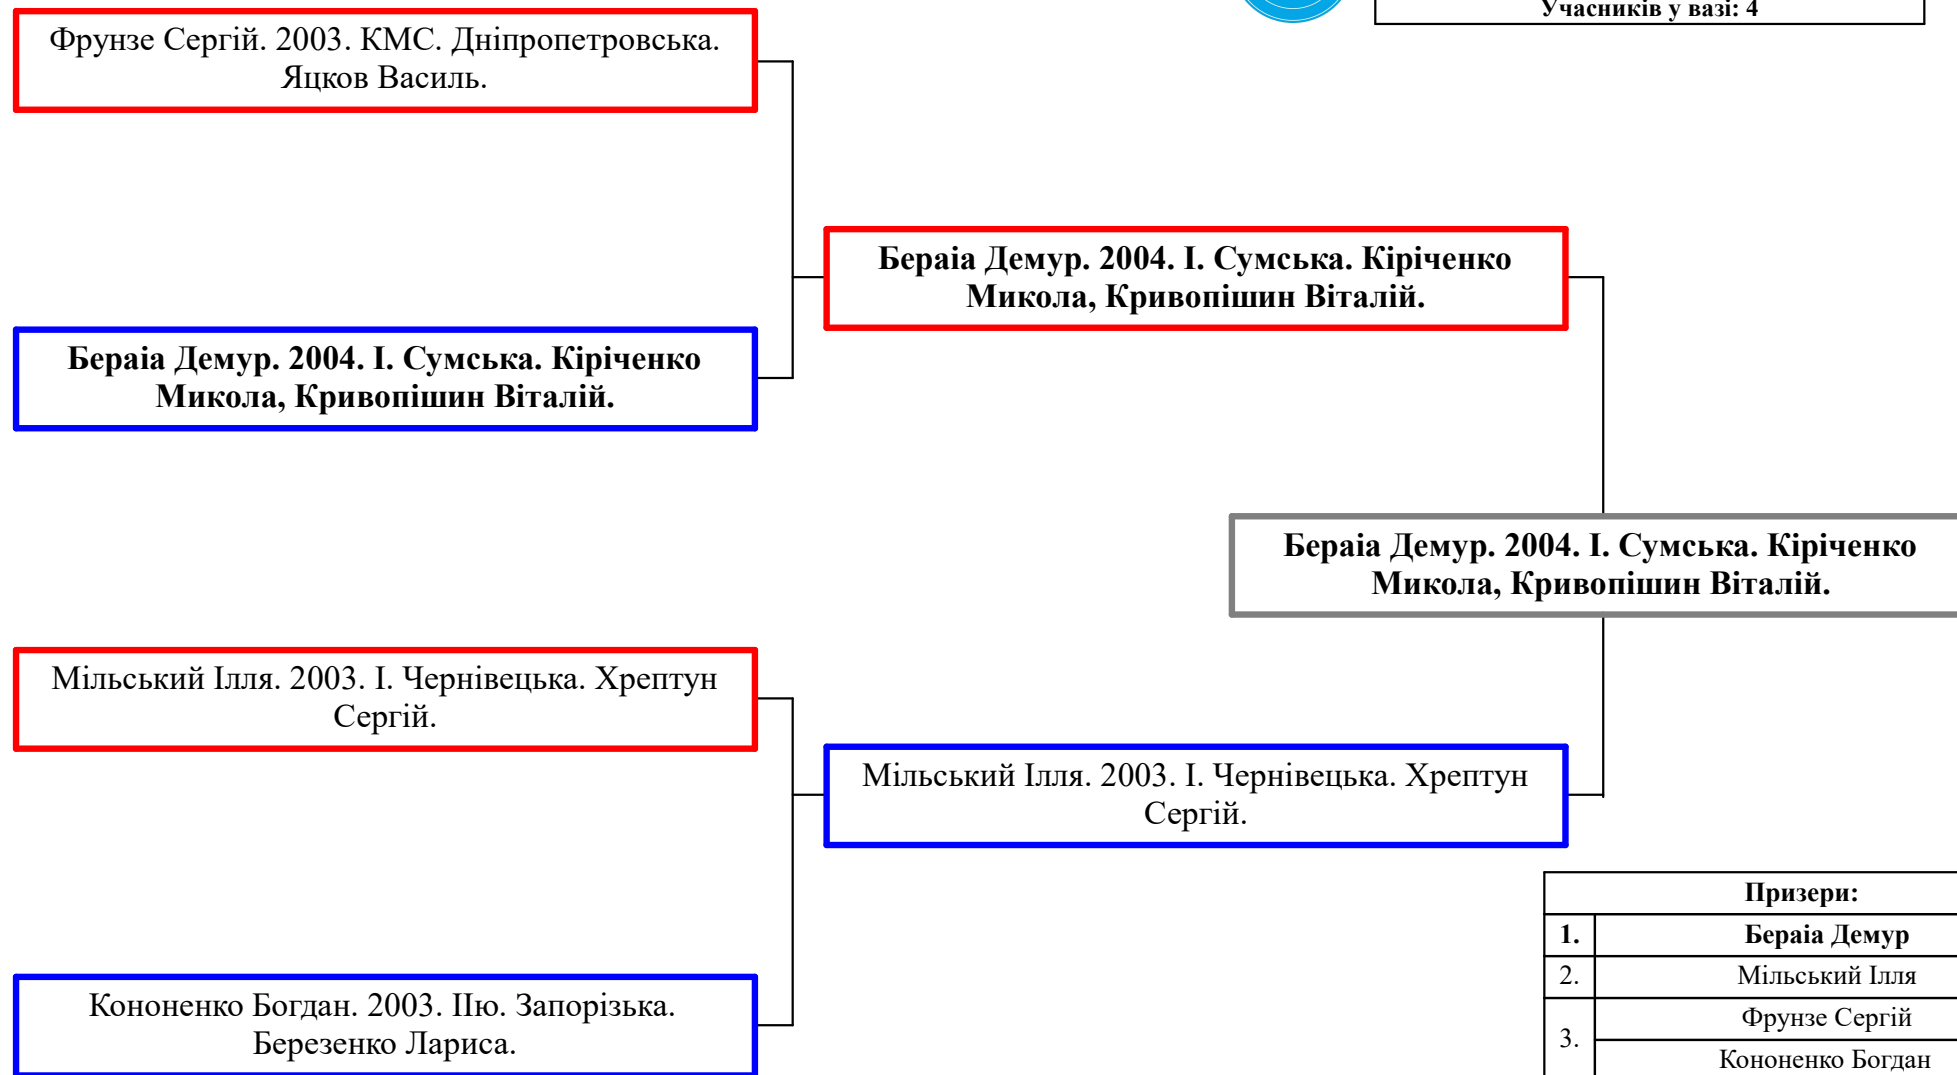 Учасників у вазі: 4
Фрунзе Сергій. 2003. КМС. Дніпропетровська.
Яцков Василь.
Бераіа Демур. 2004. І. Сумська. Кіріченко
Микола, Кривопішин Віталій.
Бераіа Демур. 2004. І. Сумська. Кіріченко
Микола, Кривопішин Віталій.
Бераіа Демур. 2004. І. Сумська. Кіріченко
Микола, Кривопішин Віталій.
Мільський Ілля. 2003. І. Чернівецька. Хрептун
Сергій.
Мільський Ілля. 2003. І. Чернівецька. Хрептун
Сергій.
Кононенко Богдан. 2003. ІІю. Запорізька.
Березенко Лариса.
Призери:
1. Бераіа Демур
2. Мільський Ілля
3. Фрунзе Сергій
Кононенко Богдан